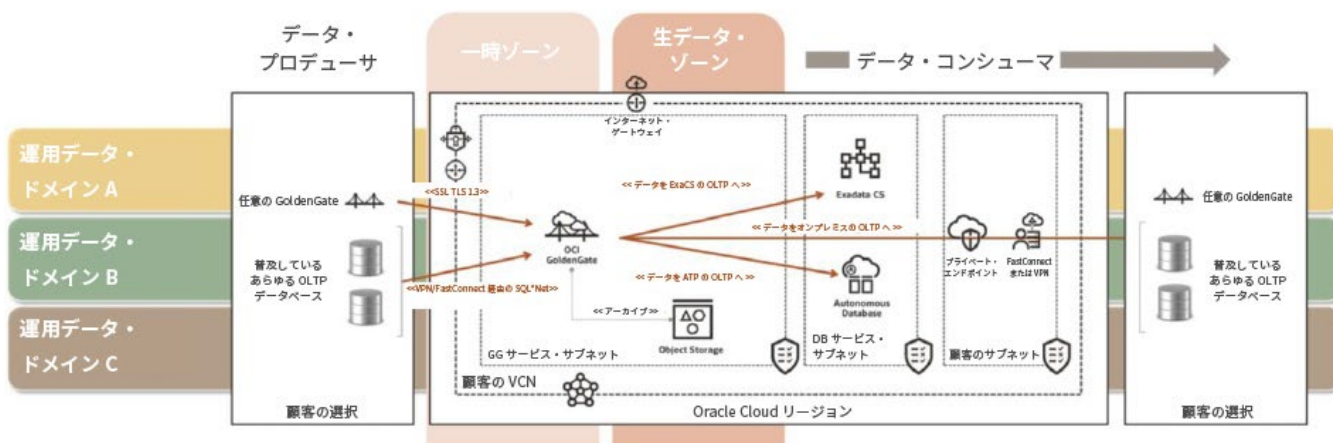 データ・
プロデューサ
一時ゾーン
生データ・
ゾーン
データ・コンシューマ
運用データ・
ドメイン A
運用データ・
ドメイン B
運用データ・
ドメイン C
任意の GoldenGate
普及している
あらゆる OLTP
データベース
顧客の選択
インターネット・
ゲートウェイ
<<SSL TLS 1.3>>
<<VPN/FastConnect 経由の SQL*Net>>
OCI
GoldenGate
<< データを ExaCS の OLTP へ >>
<< データをオンプレミスの OLTP へ >>
<< データを ATP の OLTP へ >>
<< アーカイブ >>
Object Storage
GG サービス・サブネット
Exadata CS
Autonomous
Database
DB サービス・
サブネット
プライベート・
エンドポイント
FastConnect
または VPN
顧客のサブネット
顧客の VCN
Oracle Cloud リージョン
任意の GoldenGate
普及している
あらゆる OLTP
データベース
顧客の選択